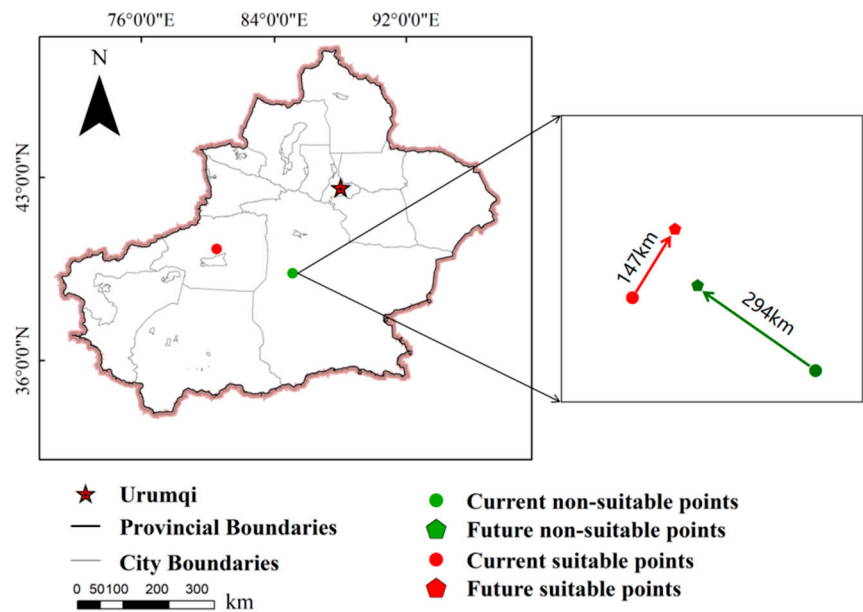 76°0'0"E 84°0'0"E 92°0'0"E
N
43°0'0"N
36°0'0"N
147km
294km
Urumqi
Provincial Boundaries
City Boundaries
0 50100 200 300
km
Current non-suitable points
Future non-suitable points
Current suitable points
Future suitable points